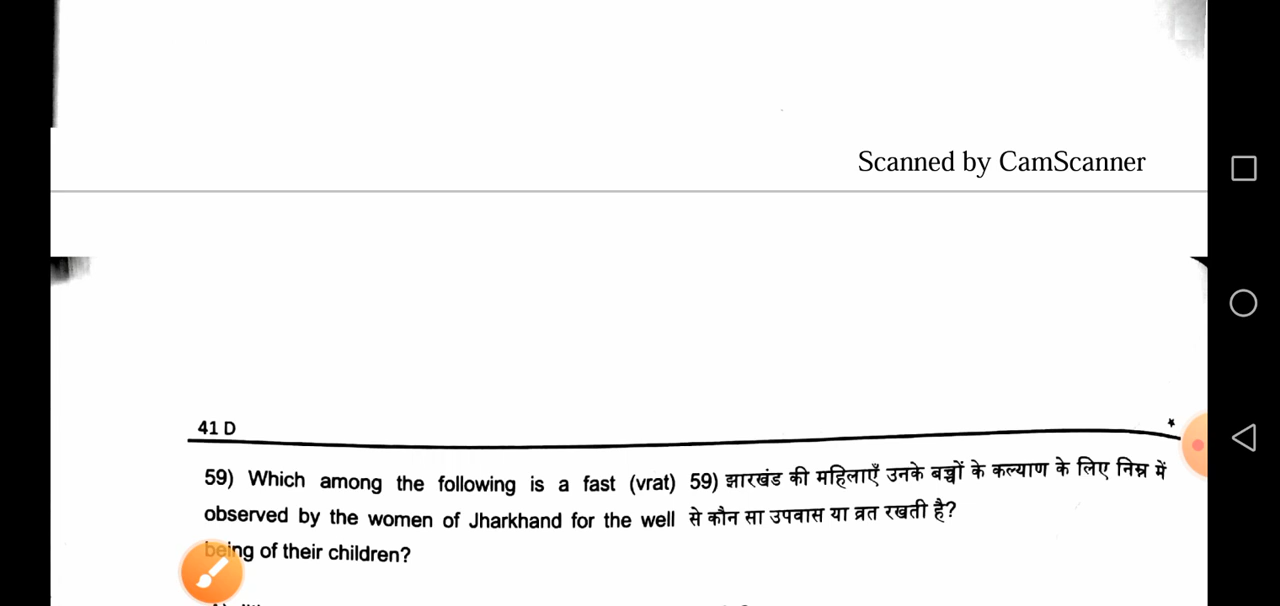 Scanned by CamScanner
41 D
*
59) Which among the following is a fast (vrat)
observed by the women of Jharkhand for the well
being of their children?
59) झारखंड की महिलाएँ उनके बच्चों के कल्याण के लिए निम्न में
से कौन सा उपवास या व्रत रखती है?